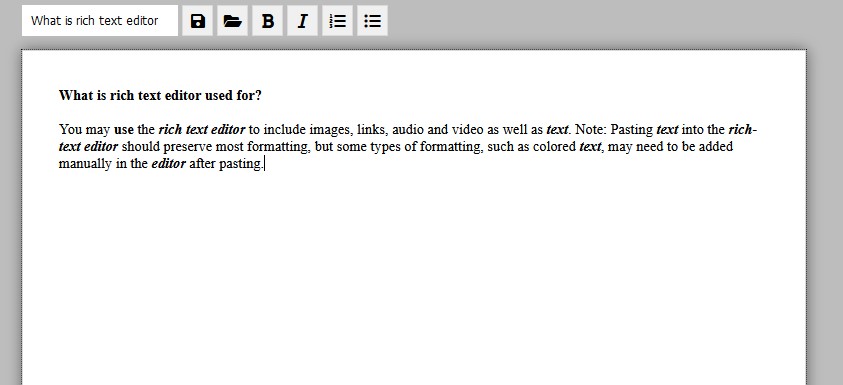 What is rich text editor
B I
What is rich text editor used for?
You may use the rich text editor to include images, links, audio and video as well as text. Note: Pasting text into the rich-
text editor should preserve most formatting, but some types of formatting, such as colored text, may need to be added
manually in the editor after pasting.